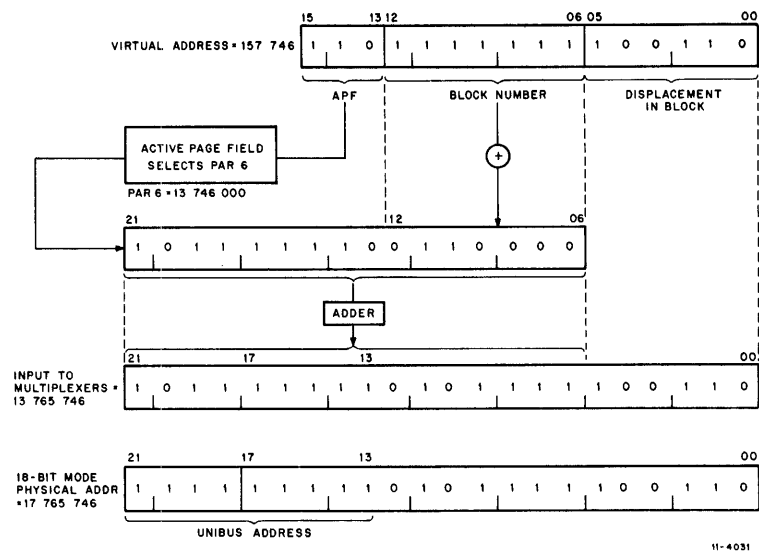 15 13 12 06 05 00
VIRTUAL ADDRESS = 157 746
1 1 0 1 1 1 1 1 1 1 1 0 0 1 1 0
APF BLOCK NUMBER DISPLACEMENT
IN BLOCK
ACTIVE PAGE FIELD
SELECTS PAR 6
+
PAR 6 = 13 746 000
21 12 06
1 0 1 1 1 1 1 1 0 0 1 1 0 0 0 0
ADDER
21 17 13 00
INPUT TO
MULTIPLEXERS =
13 765 746
1 0 1 1 1 1 1 1 1 0 1 0 1 1 1 1 1 0 0 1 1 0
21 17 13 00
18-BIT MODE
PHYSICAL ADDR
=17 765 746
1 1 1 1 1 1 1 1 1 0 1 0 1 1 1 1 1 0 0 1 1 0
UNIBUS ADDRESS
11-4031